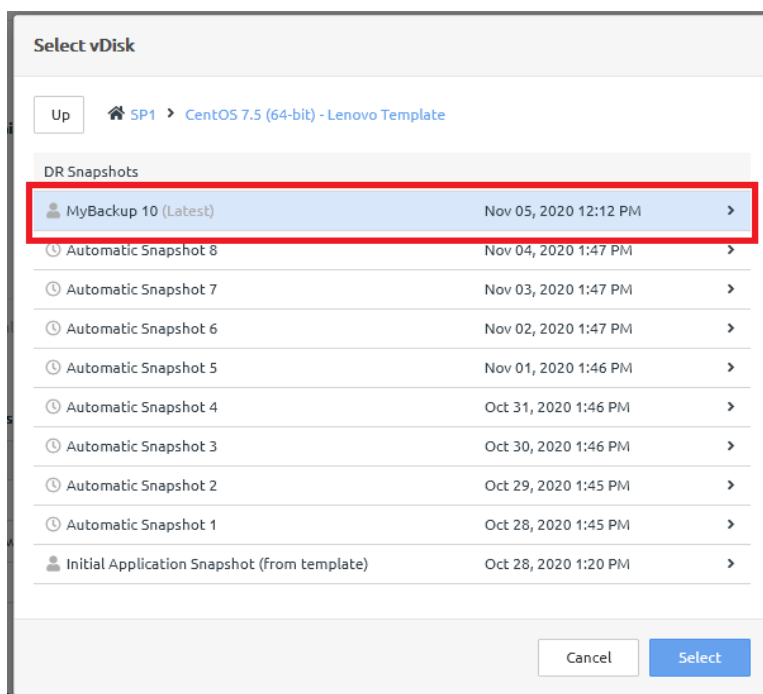 Select vDisk
Up SP1 CentOS 7.5 (64-bit) - Lenovo Template
DR Snapshots
MyBackup 10 (Latest) Nov 05, 2020 12:12 PM
Automatic Snapshot 8 Nov 04, 2020 1:47 PM
Automatic Snapshot 7 Nov 03, 2020 1:47 PM
Automatic Snapshot 6 Nov 02, 2020 1:47 PM
Automatic Snapshot 5 Nov 01, 2020 1:46 PM
Automatic Snapshot 4 Oct 31, 2020 1:46 PM
Automatic Snapshot 3 Oct 30, 2020 1:46 PM
Automatic Snapshot 2 Oct 29, 2020 1:45 PM
Automatic Snapshot 1 Oct 28, 2020 1:45 PM
Initial Application Snapshot (from template) Oct 28, 2020 1:20 PM
Cancel Select